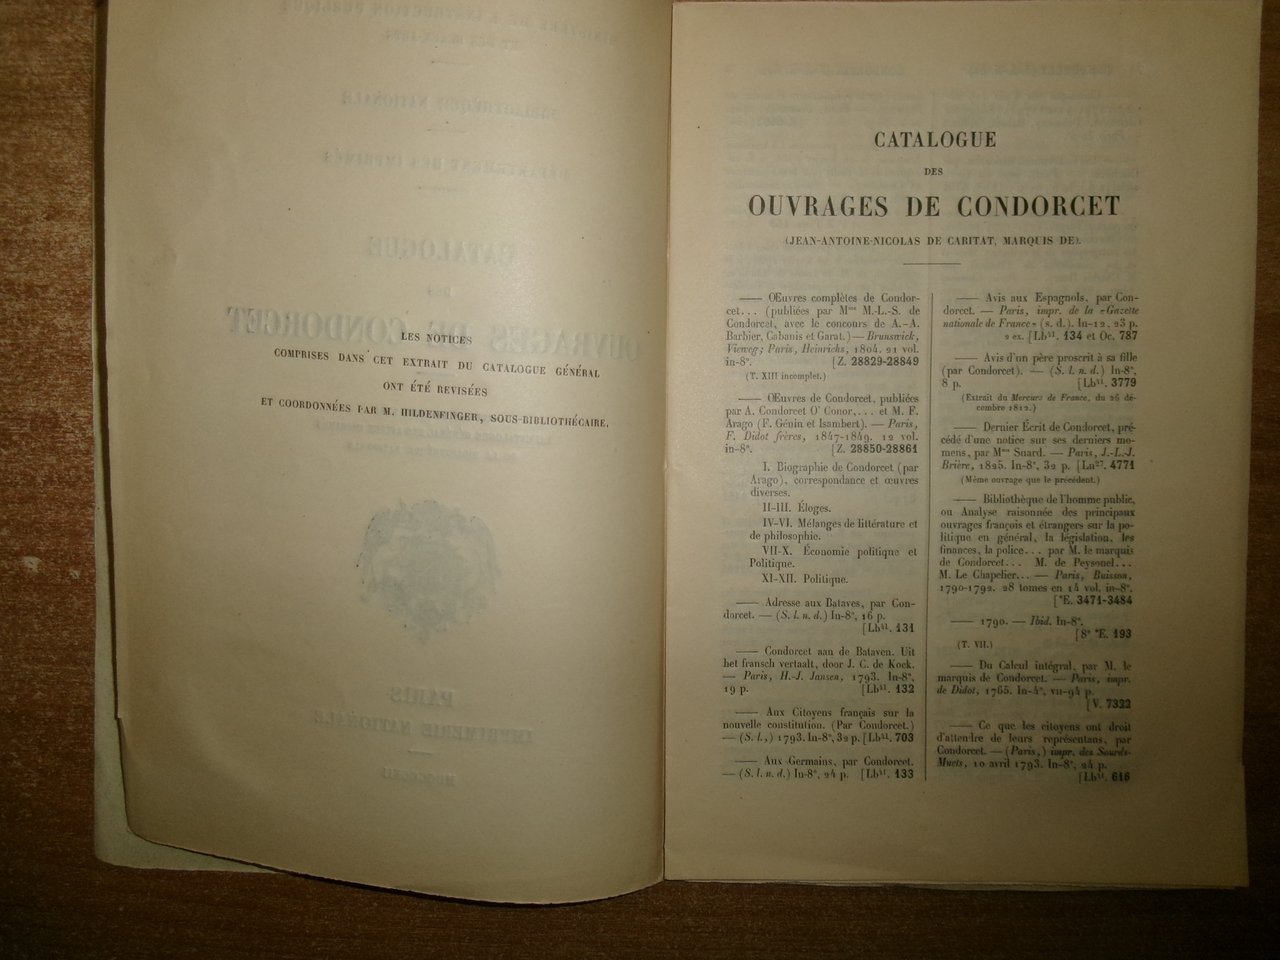 LES NOTICES
COMPRISES DANS CET EXTRAIT DU CATALOGUE GÉNÉRAL
ONT ÉTÉ REVISÉES
ET COORDONNÉES PAR M. HILDENFINGER, SOUS-BIBLIOTHÉCAIRE.
CATALOGUE
DES
OUVRAGES DE CONDORCET
(JEAN-ANTOINE-NICOLAS DE CARITAT, MARQUIS DE).
—— OEuvres complètes de Condor-
cet... (publiées par Mme M.-L.-S. de
Condorcet, avec le concours de A.-A.
Barbier, Cabanis et Garat.) — Brunswick,
Vieweg; Paris, Heinrichs, 1804. 21 vol.
in-8°. [Z. 28829-28849
(T. XIII incomplet.)
—— OEuvres de Condorcet, publiées
par A. Condorcet O' Conor,... et M. F.
Arago (F. Génin et Isambert). — Paris,
F. Didot frères, 1847-1849. 12 vol.
in-8°. [Z. 28850-28861
I. Biographie de Condorcet (par
Arago), correspondance et œuvres
diverses.
II-III. Éloges.
IV-VI. Mélanges de littérature et
de philosophie.
VII-X. Économie politique et
Politique.
XI-XII. Politique.
—— Adresse aux Bataves, par Con-
dorcet. — (S. l. n. d.) In-8°, 16 p.
[Lb41. 131
—— Condorcet aan de Bataven. Uit
het fransch vertaalt, door J. C. de Kock.
— Paris, H.-J. Jansen, 1793. In-8°,
19 p. [Lb41. 132
—— Aux Citoyens français sur la
nouvelle constitution. (Par Condorcet.)
— (S. l.,) 1793. In-8°, 32 p. [Lb41. 703
—— Aux Germains, par Condorcet.
— (S. l. n. d.) In-8°, 24 p. [Lb41. 133
—— Avis aux Espagnols, par Con-
dorcet. — Paris, impr. de la «Gazette
nationale de France» (s. d.). In-12, 23 p.
2 ex. [Lb41. 134 et Oc. 787
—— Avis d'un père proscrit à sa fille
(par Condorcet). — (S. l. n. d.) In-8°,
8 p. [Lb41. 3779
(Extrait du Mercure de France, du 26 dé-
cembre 1812.)
—— Dernier Écrit de Condorcet, pré-
cédé d'une notice sur ses derniers mo-
mens, par Mme Suard. — Paris, J.-L.-J.
Brière, 1825. In-8°, 32 p. [Ln27. 4771
(Même ouvrage que le précédent.)
—— Bibliothèque de l'homme public,
ou Analyse raisonnée des principaux
ouvrages français et étrangers sur la po-
litique en général, la législation, les
finances, la police... par M. le marquis
de Condorcet... M. de Peysonel...
M. Le Chapelier... — Paris, Buisson,
1790-1792. 28 tomes en 14 vol. in-8°.
[*E. 3471-3484
—— 1790. — Ibid. In-8°.
[8° *E. 193
(T. VII.)
—— Du Calcul intégral, par M. le
marquis de Condorcet. — Paris, impr.
de Didot, 1765. In-4°, VII-94 p.
[V. 7322
—— Ce que les citoyens ont droit
d'attendre de leurs représentans, par
Condorcet. — (Paris,) impr. des Sourds-
Muets, 10 avril 1793. In-8°, 24 p.
[Lb41. 616